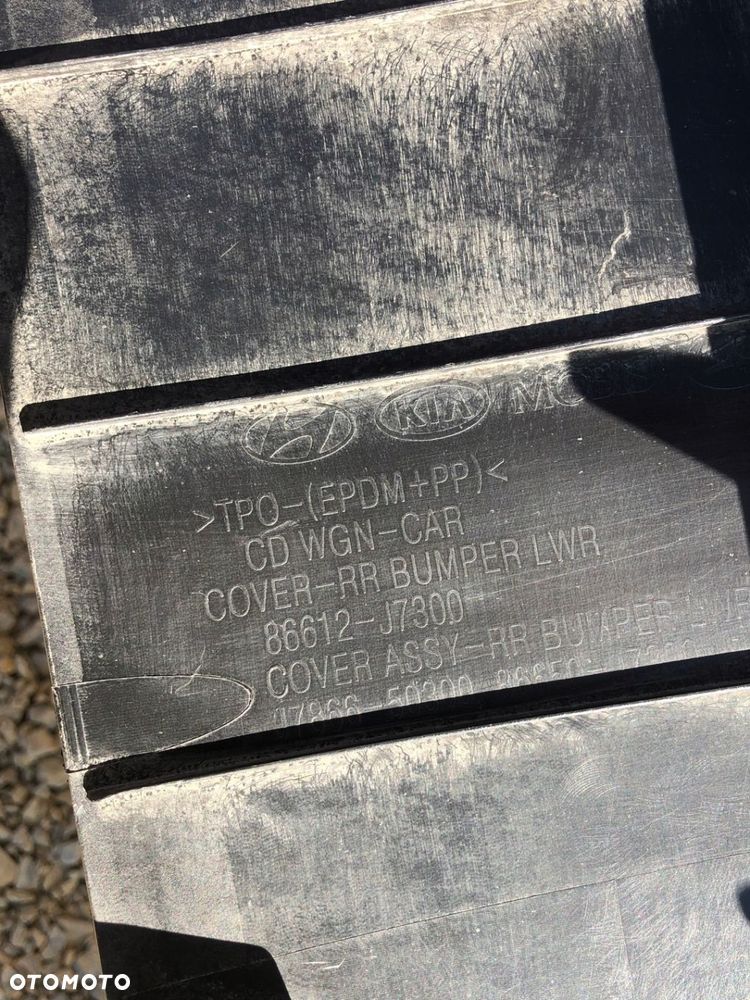 KIA
>TPO-(EPDM+PP)<
CD WGN-CAR
COVER-RR BUMPER LWR
86612-J7300
COVER ASSY-RR BUMPER
OTOMOTO